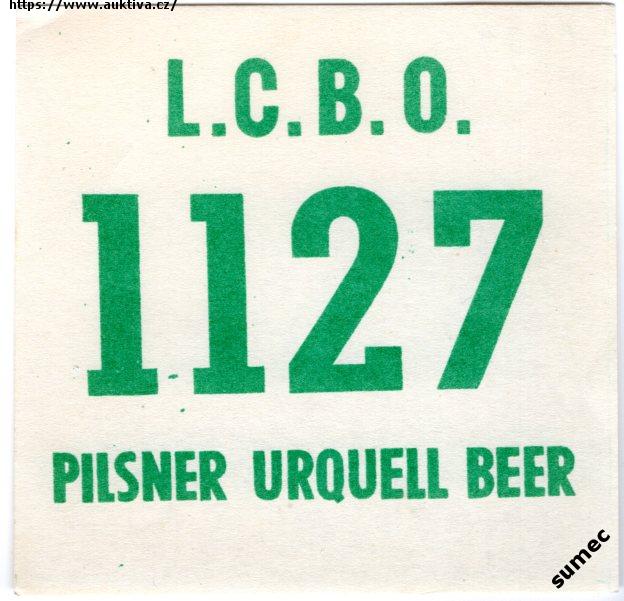 https://www.auktiva.cz/
L.C.B.O.
1127
PILSNER URQUELL BEER
sumec